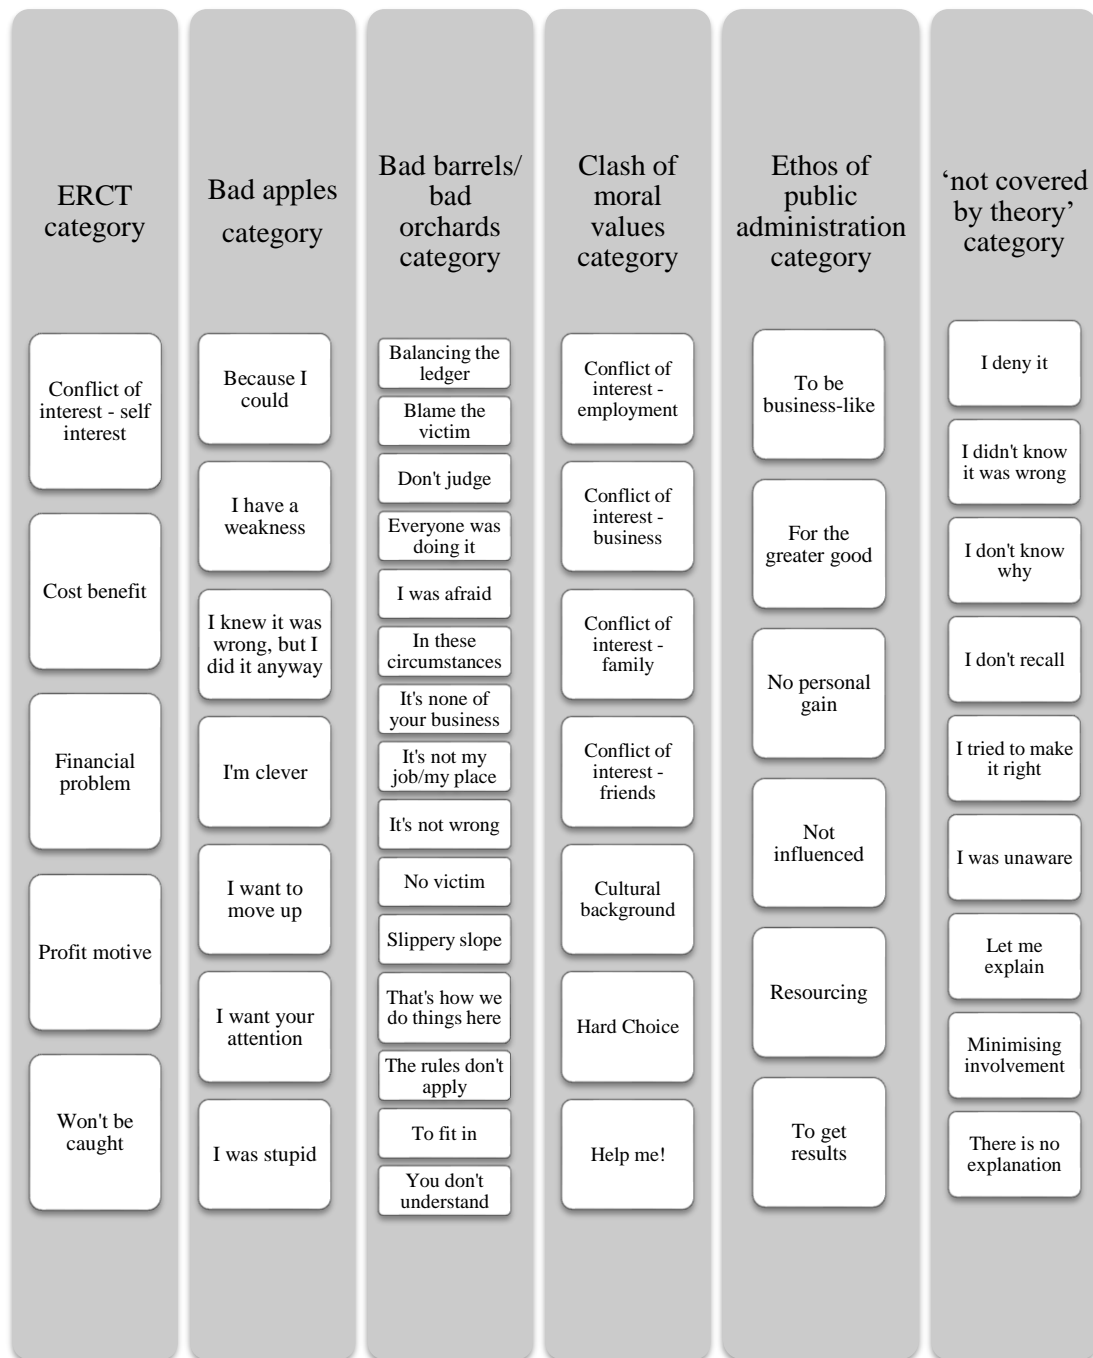 ERCT
category
Conflict of
interest - self
interest
Cost benefit
Financial
problem
Profit motive
Won't be
caught
Bad apples
category
Because I
could
I have a
weakness
I knew it was
wrong, but I
did it anyway
I'm clever
I want to
move up
I want your
attention
I was stupid
Bad barrels/
bad
orchards
category
Balancing the
ledger
Blame the
victim
Don't judge
Everyone was
doing it
I was afraid
In these
circumstances
It's none of
your business
It's not my
job/my place
It's not wrong
No victim
Slippery slope
That's how we
do things here
The rules don't
apply
To fit in
You don't
understand
Clash of
moral
values
category
Conflict of
interest -
employment
Conflict of
interest -
business
Conflict of
interest -
family
Conflict of
interest -
friends
Cultural
background
Hard Choice
Help me!
Ethos of
public
administration
category
To be
business-like
For the
greater good
No personal
gain
Not
influenced
Resourcing
To get
results
‘not covered
by theory’
category
I deny it
I didn't know
it was wrong
I don't know
why
I don't recall
I tried to make
it right
I was unaware
Let me
explain
Minimising
involvement
There is no
explanation